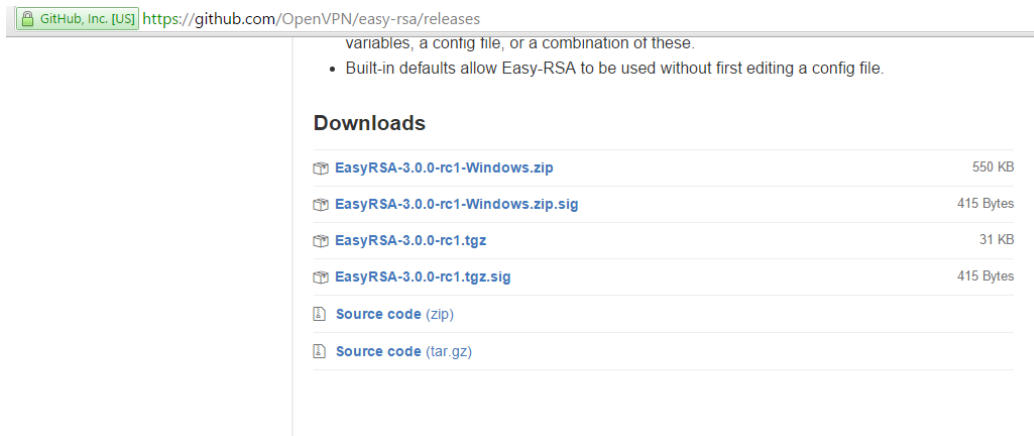 GitHub, Inc. [US] https://github.com/OpenVPN/easy-rsa/releases
variables, a config file, or a combination of these.
• Built-in defaults allow Easy-RSA to be used without first editing a config file.
Downloads
EasyRSA-3.0.0-rc1-Windows.zip 550 KB
EasyRSA-3.0.0-rc1-Windows.zip.sig 415 Bytes
EasyRSA-3.0.0-rc1.tgz 31 KB
EasyRSA-3.0.0-rc1.tgz.sig 415 Bytes
Source code (zip)
Source code (tar.gz)